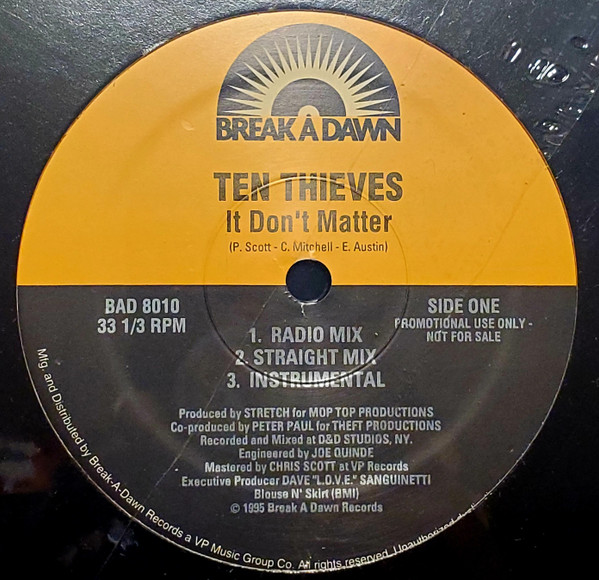 BREAK A DAWN
TEN THIEVES
It Don't Matter
(P. Scott - C. Mitchell - E. Austin)
BAD 8010
33 1/3 RPM
SIDE ONE
PROMOTIONAL USE ONLY -
NOT FOR SALE
1. RADIO MIX
2. STRAIGHT MIX
3. INSTRUMENTAL
Produced by STRETCH for MOP TOP PRODUCTIONS
Co-produced by PETER PAUL for THEFT PRODUCTIONS
Recorded and Mixed at D&D STUDIOS, NY.
Engineered by JOE QUINDE
Mastered by CHRIS SCOTT at VP Records
Executive Producer DAVE "L.O.V.E." SANGUINETTI
Blouse N' Skirt (BMI)
© 1995 Break A Dawn Records
Mfg. and Distributed by Break-A-Dawn Records a VP Music Group Co. All rights reserved. Unauthorized